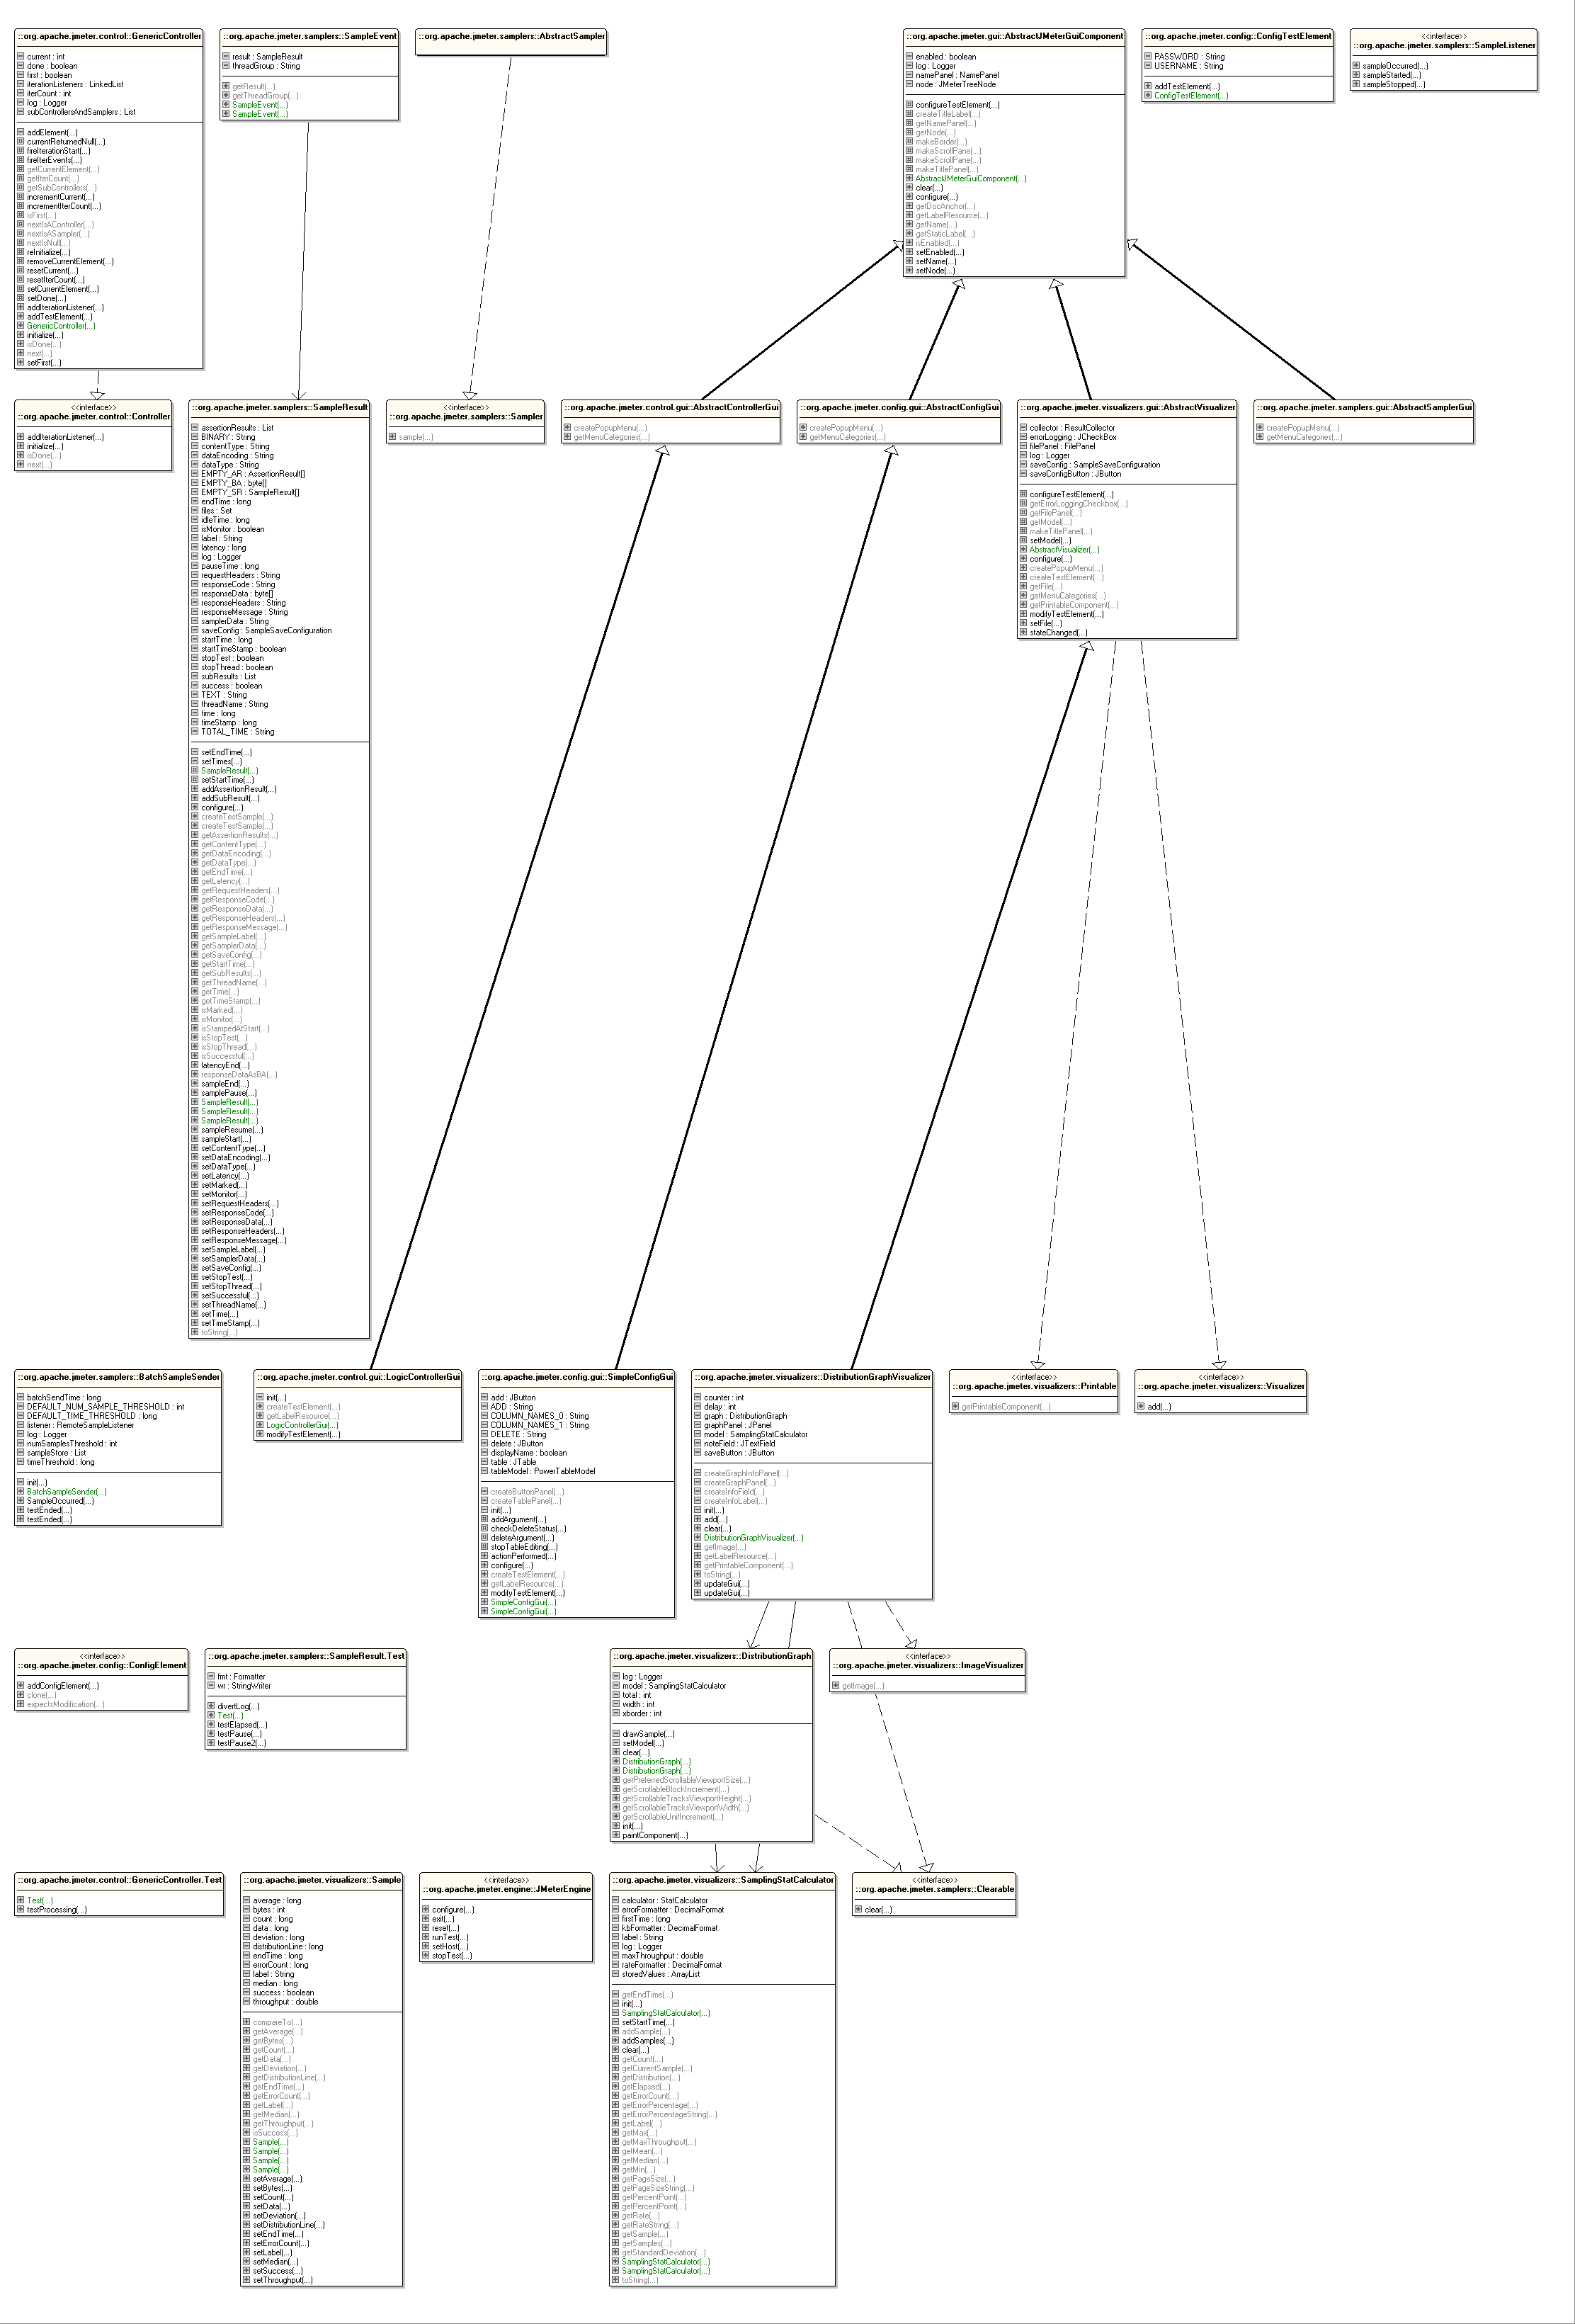 ::org.apache.jmeter.control::GenericController
current : int
done : boolean
first : boolean
iterationListeners : LinkedList
iterCount : int
log : Logger
subControllersAndSamplers : List
addElement(...)
currentReturnedNull(...)
fireIterationStart(...)
fireIterEvents(...)
getCurrentElement(...)
getIterCount(...)
getSubControllers(...)
incrementCurrent(...)
incrementIterCount(...)
isFirst(...)
nextIsAController(...)
nextIsASampler(...)
nextIsNull(...)
reInitialize(...)
removeCurrentElement(...)
resetCurrent(...)
resetIterCount(...)
setCurrentElement(...)
setDone(...)
addIterationListener(...)
addTestElement(...)
GenericController(...)
initialize(...)
isDone(...)
next(...)
setFirst(...)
::org.apache.jmeter.samplers::SampleEvent
result : SampleResult
threadGroup : String
getResult(...)
getThreadGroup(...)
SampleEvent(...)
SampleEvent(...)
::org.apache.jmeter.samplers::AbstractSampler
::org.apache.jmeter.gui::AbstractJMeterGuiComponent
enabled : boolean
log : Logger
namePanel : NamePanel
node : JMeterTreeNode
configureTestElement(...)
createTitleLabel(...)
getNamePanel(...)
getNode(...)
makeBorder(...)
makeScrollPane(...)
makeScrollPane(...)
makeTitlePanel(...)
AbstractJMeterGuiComponent(...)
clear(...)
configure(...)
getDocAnchor(...)
getLabelResource(...)
getName(...)
getStaticLabel(...)
isEnabled(...)
setEnabled(...)
setName(...)
setNode(...)
::org.apache.jmeter.config::ConfigTestElement
PASSWORD : String
USERNAME : String
addTestElement(...)
ConfigTestElement(...)
<<interface>>
::org.apache.jmeter.samplers::SampleListener
sampleOccurred(...)
sampleStarted(...)
sampleStopped(...)
<<interface>>
::org.apache.jmeter.control::Controller
addIterationListener(...)
initialize(...)
isDone(...)
next(...)
::org.apache.jmeter.samplers::SampleResult
assertionResults : List
BINARY : String
contentType : String
dataEncoding : String
dataType : String
EMPTY_AR : AssertionResult[]
EMPTY_BA : byte[]
EMPTY_SR : SampleResult[]
endTime : long
files : Set
idleTime : long
isMonitor : boolean
label : String
latency : long
log : Logger
pauseTime : long
requestHeaders : String
responseCode : String
responseData : byte[]
responseHeaders : String
responseMessage : String
samplerData : String
saveConfig : SampleSaveConfiguration
startTime : long
startTimeStamp : boolean
stopTest : boolean
stopThread : boolean
subResults : List
success : boolean
TEXT : String
threadName : String
time : long
timeStamp : long
TOTAL_TIME : String
setEndTime(...)
setTimes(...)
SampleResult(...)
setStartTime(...)
addAssertionResult(...)
addSubResult(...)
configure(...)
createTestSample(...)
createTestSample(...)
getAssertionResults(...)
getContentType(...)
getDataEncoding(...)
getDataType(...)
getEndTime(...)
getLatency(...)
getRequestHeaders(...)
getResponseCode(...)
getResponseData(...)
getResponseHeaders(...)
getResponseMessage(...)
getSampleLabel(...)
getSamplerData(...)
getSaveConfig(...)
getStartTime(...)
getSubResults(...)
getThreadName(...)
getTime(...)
getTimeStamp(...)
isMarked(...)
isMonitor(...)
isStampedAtStart(...)
isStopTest(...)
isStopThread(...)
isSuccessful(...)
latencyEnd(...)
responseDataAsBA(...)
sampleEnd(...)
samplePause(...)
SampleResult(...)
SampleResult(...)
SampleResult(...)
sampleResume(...)
sampleStart(...)
setContentType(...)
setDataEncoding(...)
setDataType(...)
setLatency(...)
setMarked(...)
setMonitor(...)
setRequestHeaders(...)
setResponseCode(...)
setResponseData(...)
setResponseHeaders(...)
setResponseMessage(...)
setSampleLabel(...)
setSamplerData(...)
setSaveConfig(...)
setStopTest(...)
setStopThread(...)
setSuccessful(...)
setThreadName(...)
setTime(...)
setTimeStamp(...)
toString(...)
<<interface>>
::org.apache.jmeter.samplers::Sampler
sample(...)
::org.apache.jmeter.control.gui::AbstractControllerGui
createPopupMenu(...)
getMenuCategories(...)
::org.apache.jmeter.config.gui::AbstractConfigGui
createPopupMenu(...)
getMenuCategories(...)
::org.apache.jmeter.visualizers.gui::AbstractVisualizer
collector : ResultCollector
errorLogging : JCheckBox
filePanel : FilePanel
log : Logger
saveConfig : SampleSaveConfiguration
saveConfigButton : JButton
configureTestElement(...)
getErrorLoggingCheckbox(...)
getFilePanel(...)
getModel(...)
makeTitlePanel(...)
setModel(...)
AbstractVisualizer(...)
configure(...)
createPopupMenu(...)
createTestElement(...)
getFile(...)
getMenuCategories(...)
getPrintableComponent(...)
modifyTestElement(...)
setFile(...)
stateChanged(...)
::org.apache.jmeter.samplers.gui::AbstractSamplerGui
createPopupMenu(...)
getMenuCategories(...)
::org.apache.jmeter.samplers::BatchSampleSender
batchSendTime : long
DEFAULT_NUM_SAMPLE_THRESHOLD : int
DEFAULT_TIME_THRESHOLD : long
listener : RemoteSampleListener
log : Logger
numSamplesThreshold : int
sampleStore : List
timeThreshold : long
init(...)
BatchSampleSender(...)
SampleOccurred(...)
testEnded(...)
testEnded(...)
::org.apache.jmeter.control.gui::LogicControllerGui
init(...)
createTestElement(...)
getLabelResource(...)
LogicControllerGui(...)
modifyTestElement(...)
::org.apache.jmeter.config.gui::SimpleConfigGui
add : JButton
ADD : String
COLUMN_NAMES_0 : String
COLUMN_NAMES_1 : String
DELETE : String
delete : JButton
displayName : boolean
table : JTable
tableModel : PowerTableModel
createButtonPanel(...)
createTablePanel(...)
init(...)
addArgument(...)
checkDeleteStatus(...)
deleteArgument(...)
stopTableEditing(...)
actionPerformed(...)
configure(...)
createTestElement(...)
getLabelResource(...)
modifyTestElement(...)
SimpleConfigGui(...)
SimpleConfigGui(...)
::org.apache.jmeter.visualizers::DistributionGraphVisualizer
counter : int
delay : int
graph : DistributionGraph
graphPanel : JPanel
model : SamplingStatCalculator
noteField : JTextField
saveButton : JButton
createGraphInfoPanel(...)
createGraphPanel(...)
createInfoField(...)
createInfoLabel(...)
init(...)
add(...)
clear(...)
DistributionGraphVisualizer(...)
getImage(...)
getLabelResource(...)
getPrintableComponent(...)
toString(...)
updateGui(...)
updateGui(...)
<<interface>>
::org.apache.jmeter.visualizers::Printable
getPrintableComponent(...)
<<interface>>
::org.apache.jmeter.visualizers::Visualizer
add(...)
<<interface>>
::org.apache.jmeter.config::ConfigElement
addConfigElement(...)
clone(...)
expectsModification(...)
::org.apache.jmeter.samplers::SampleResult.Test
fmt : Formatter
wr : StringWriter
divertLog(...)
Test(...)
testElapsed(...)
testPause(...)
testPause2(...)
::org.apache.jmeter.visualizers::DistributionGraph
log : Logger
model : SamplingStatCalculator
total : int
width : int
xborder : int
drawSample(...)
setModel(...)
clear(...)
DistributionGraph(...)
DistributionGraph(...)
getPreferredScrollableViewportSize(...)
getScrollableBlockIncrement(...)
getScrollableTracksViewportHeight(...)
getScrollableTracksViewportWidth(...)
getScrollableUnitIncrement(...)
init(...)
paintComponent(...)
<<interface>>
::org.apache.jmeter.visualizers::ImageVisualizer
getImage(...)
::org.apache.jmeter.control::GenericController.Test
Test(...)
testProcessing(...)
::org.apache.jmeter.visualizers::Sample
average : long
bytes : int
count : long
data : long
deviation : long
distributionLine : long
endTime : long
errorCount : long
label : String
median : long
success : boolean
throughput : double
compareTo(...)
getAverage(...)
getBytes(...)
getCount(...)
getData(...)
getDeviation(...)
getDistributionLine(...)
getEndTime(...)
getErrorCount(...)
getLabel(...)
getMedian(...)
getThroughput(...)
isSuccess(...)
Sample(...)
Sample(...)
Sample(...)
Sample(...)
setAverage(...)
setBytes(...)
setCount(...)
setData(...)
setDeviation(...)
setDistributionLine(...)
setEndTime(...)
setErrorCount(...)
setLabel(...)
setMedian(...)
setSuccess(...)
setThroughput(...)
<<interface>>
::org.apache.jmeter.engine::JMeterEngine
configure(...)
exit(...)
reset(...)
runTest(...)
setHost(...)
stopTest(...)
::org.apache.jmeter.visualizers::SamplingStatCalculator
calculator : StatCalculator
errorFormatter : DecimalFormat
firstTime : long
kbFormatter : DecimalFormat
label : String
log : Logger
maxThroughput : double
rateFormatter : DecimalFormat
storedValues : ArrayList
getEndTime(...)
init(...)
SamplingStatCalculator(...)
setStartTime(...)
addSample(...)
addSamples(...)
clear(...)
getCount(...)
getCurrentSample(...)
getDistribution(...)
getElapsed(...)
getErrorCount(...)
getErrorPercentage(...)
getErrorPercentageString(...)
getLabel(...)
getMax(...)
getMaxThroughput(...)
getMean(...)
getMedian(...)
getMin(...)
getPageSize(...)
getPageSizeString(...)
getPercentPoint(...)
getPercentPoint(...)
getRate(...)
getRateString(...)
getSample(...)
getSamples(...)
getStandardDeviation(...)
SamplingStatCalculator(...)
SamplingStatCalculator(...)
toString(...)
<<interface>>
::org.apache.jmeter.samplers::Clearable
clear(...)